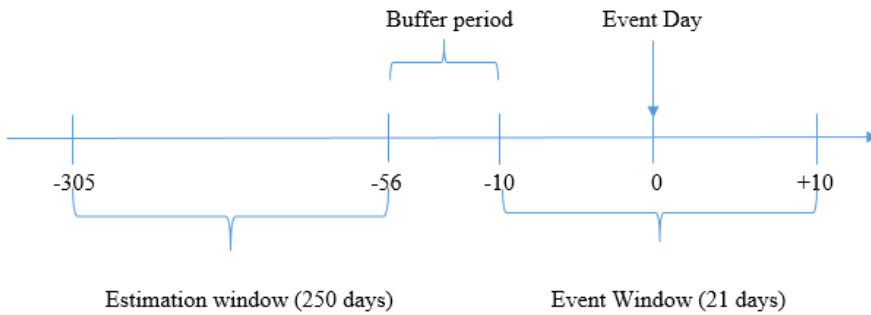 Buffer period
Event Day
-305
-56
-10
0
+10
Estimation window (250 days)
Event Window (21 days)